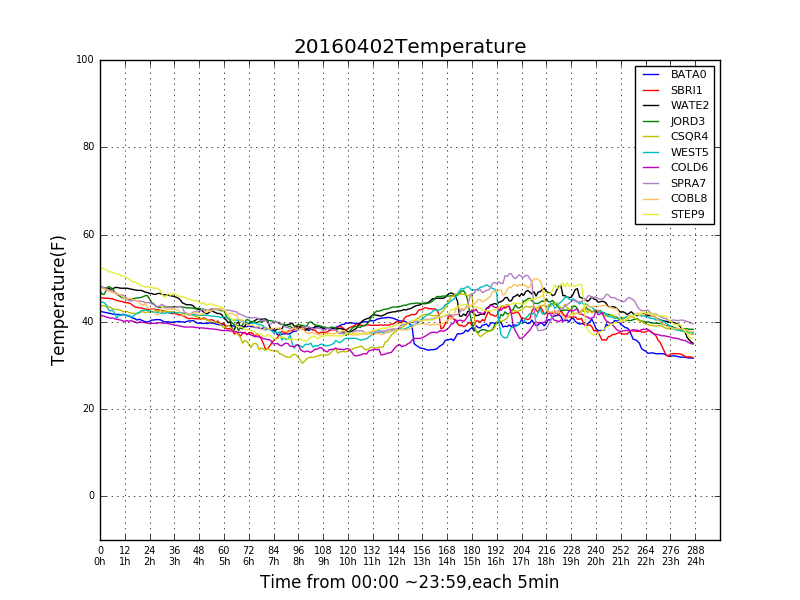 20160402Temperature
100
80
60
40
20
0
Temperature(F)
BATA0
SBRI1
WATE2
JORD3
CSQR4
WEST5
COLD6
SPRA7
COBL8
STEP9
0 12 24 36 48 60 72 84 96 108 120 132 144 156 168 180 192 204 216 228 240 252 264 276 288
0h 1h 2h 3h 4h 5h 6h 7h 8h 9h 10h 11h 12h 13h 14h 15h 16h 17h 18h 19h 20h 21h 22h 23h 24h
Time from 00:00 ~23:59,each 5min